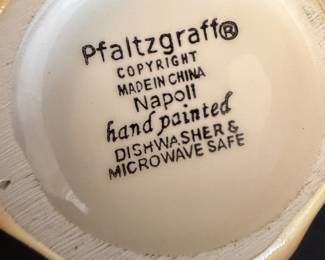 Pfaltzgraff®
COPYRIGHT
MADE IN CHINA
Napoli
hand painted
DISHWASHER &
MICROWAVE SAFE